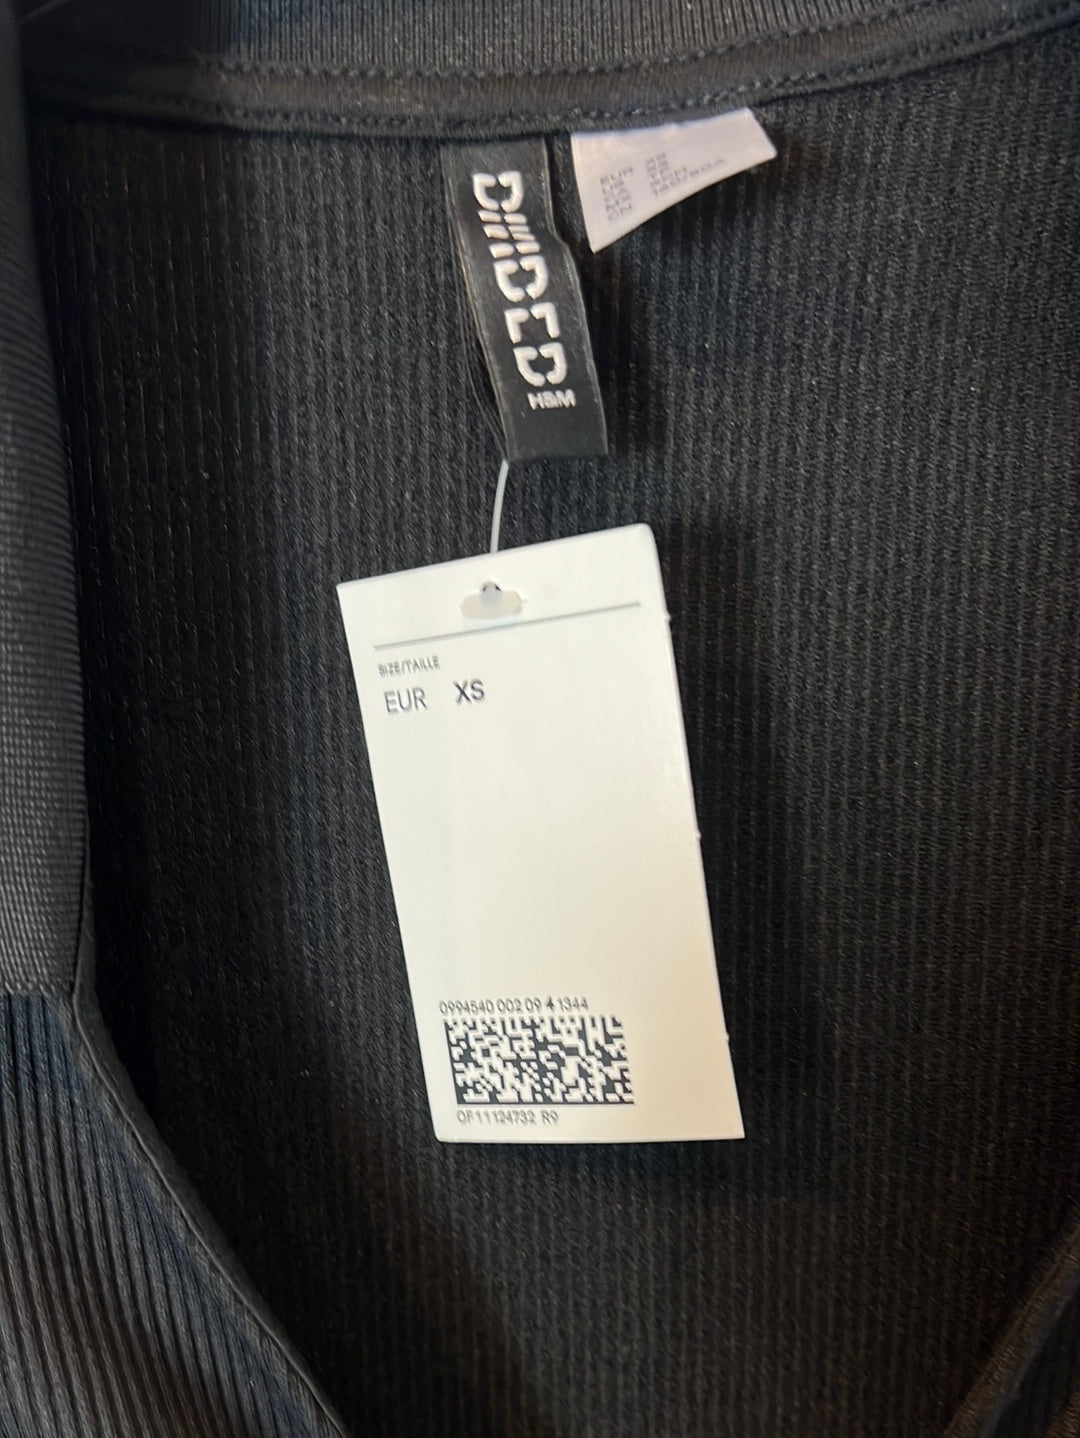 DIVIDED
H&M
SIZE/TAILLE
EUR XS
0994540 002 09 4 1344
OF11124732 R9